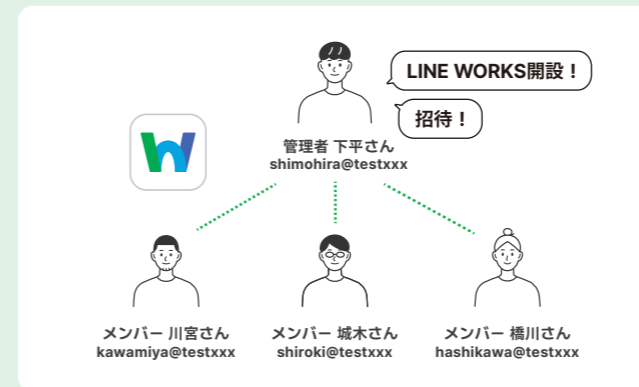 LINE WORKS開設！
招待！
管理者 下平さん
shimohira@testxxx
メンバー 川宮さん
kawamiya@testxxx
メンバー 城木さん
shiroki@testxxx
メンバー 橋川さん
hashikawa@testxxx